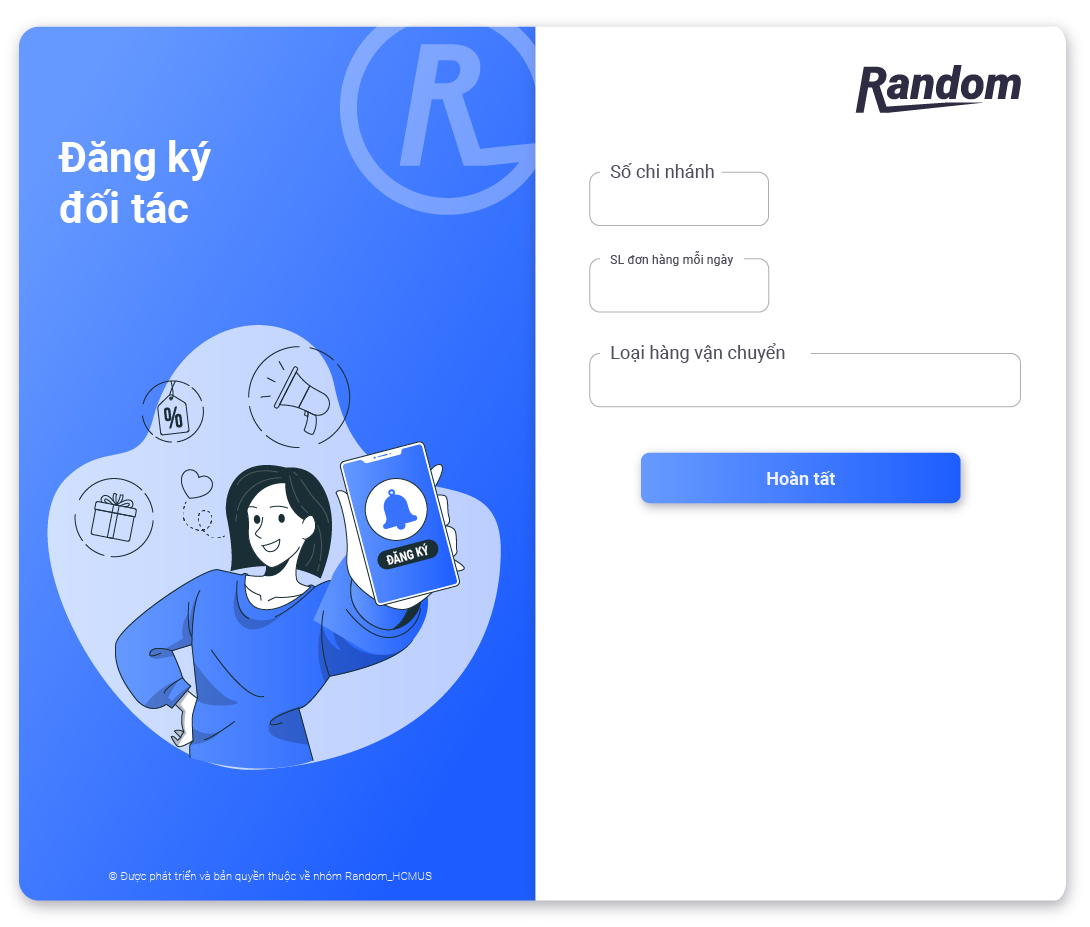 R
Đăng ký
đối tác
%
ĐĂNG KÝ
© Được phát triển và bản quyền thuộc về nhóm Random_HCMUS
Random
Số chi nhánh
SL đơn hàng mỗi ngày
Loại hàng vận chuyển
Hoàn tất